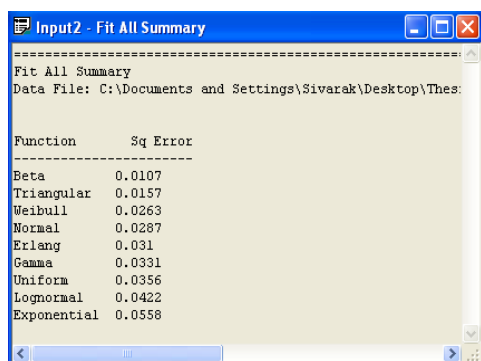 Input2 - Fit All Summary
Fit All Summary
Data File: C:\Documents and Settings\Sivarak\Desktop\Thes
Function Sq Error
Beta 0.0107
Triangular 0.0157
Weibull 0.0263
Normal 0.0287
Erlang 0.031
Gamma 0.0331
Uniform 0.0356
Lognormal 0.0422
Exponential 0.0558